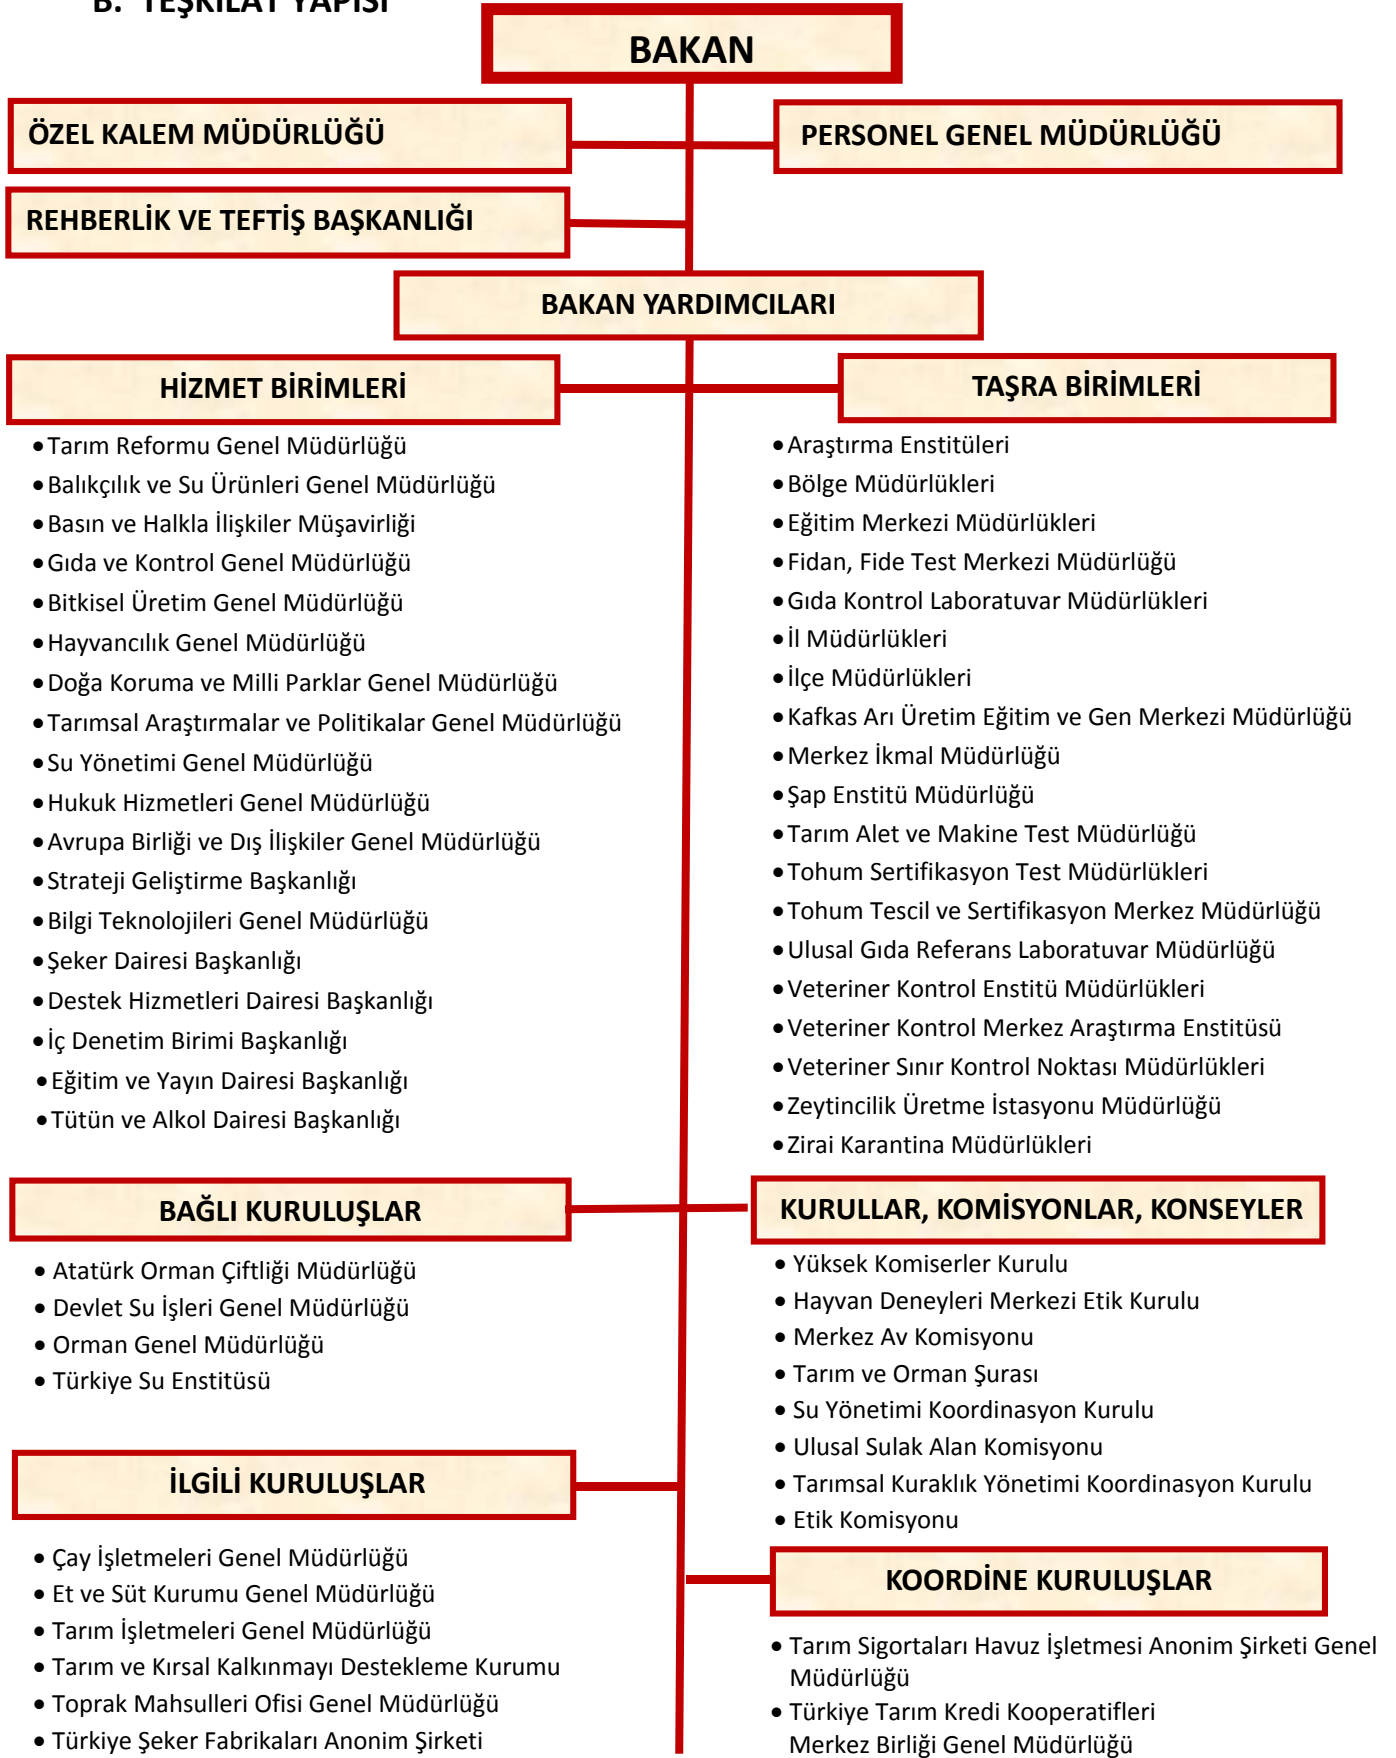 B. TEŞKİLAT YAPISI
BAKAN
ÖZEL KALEM MÜDÜRLÜĞÜ
PERSONEL GENEL MÜDÜRLÜĞÜ
REHBERLİK VE TEFTİŞ BAŞKANLIĞI
BAKAN YARDIMCILARI
HİZMET BİRİMLERİ
• Tarım Reformu Genel Müdürlüğü
• Balıkçılık ve Su Ürünleri Genel Müdürlüğü
• Basın ve Halkla İlişkiler Müşavirliği
• Gıda ve Kontrol Genel Müdürlüğü
• Bitkisel Üretim Genel Müdürlüğü
• Hayvancılık Genel Müdürlüğü
• Doğa Koruma ve Milli Parklar Genel Müdürlüğü
• Tarımsal Araştırmalar ve Politikalar Genel Müdürlüğü
• Su Yönetimi Genel Müdürlüğü
• Hukuk Hizmetleri Genel Müdürlüğü
• Avrupa Birliği ve Dış İlişkiler Genel Müdürlüğü
• Strateji Geliştirme Başkanlığı
• Bilgi Teknolojileri Genel Müdürlüğü
• Şeker Dairesi Başkanlığı
• Destek Hizmetleri Dairesi Başkanlığı
• İç Denetim Birimi Başkanlığı
• Eğitim ve Yayın Dairesi Başkanlığı
• Tütün ve Alkol Dairesi Başkanlığı
TAŞRA BİRİMLERİ
• Araştırma Enstitüleri
• Bölge Müdürlükleri
• Eğitim Merkezi Müdürlükleri
• Fidan, Fide Test Merkezi Müdürlüğü
• Gıda Kontrol Laboratuvar Müdürlükleri
• İl Müdürlükleri
• İlçe Müdürlükleri
• Kafkas Arı Üretim Eğitim ve Gen Merkezi Müdürlüğü
• Merkez İkmal Müdürlüğü
• Şap Enstitü Müdürlüğü
• Tarım Alet ve Makine Test Müdürlüğü
• Tohum Sertifikasyon Test Müdürlükleri
• Tohum Tescil ve Sertifikasyon Merkez Müdürlüğü
• Ulusal Gıda Referans Laboratuvar Müdürlüğü
• Veteriner Kontrol Enstitü Müdürlükleri
• Veteriner Kontrol Merkez Araştırma Enstitüsü
• Veteriner Sınır Kontrol Noktası Müdürlükleri
• Zeytincilik Üretme İstasyonu Müdürlüğü
• Zirai Karantina Müdürlükleri
BAĞLI KURULUŞLAR
• Atatürk Orman Çiftliği Müdürlüğü
• Devlet Su İşleri Genel Müdürlüğü
• Orman Genel Müdürlüğü
• Türkiye Su Enstitüsü
KURULLAR, KOMİSYONLAR, KONSEYLER
• Yüksek Komiserler Kurulu
• Hayvan Deneyleri Merkezi Etik Kurulu
• Merkez Av Komisyonu
• Tarım ve Orman Şurası
• Su Yönetimi Koordinasyon Kurulu
• Ulusal Sulak Alan Komisyonu
• Tarımsal Kuraklık Yönetimi Koordinasyon Kurulu
• Etik Komisyonu
İLGİLİ KURULUŞLAR
• Çay İşletmeleri Genel Müdürlüğü
• Et ve Süt Kurumu Genel Müdürlüğü
• Tarım İşletmeleri Genel Müdürlüğü
• Tarım ve Kırsal Kalkınmayı Destekleme Kurumu
• Toprak Mahsulleri Ofisi Genel Müdürlüğü
• Türkiye Şeker Fabrikaları Anonim Şirketi
KOORDİNE KURULUŞLAR
• Tarım Sigortaları Havuz İşletmesi Anonim Şirketi Genel
Müdürlüğü
• Türkiye Tarım Kredi Kooperatifleri
Merkez Birliği Genel Müdürlüğü